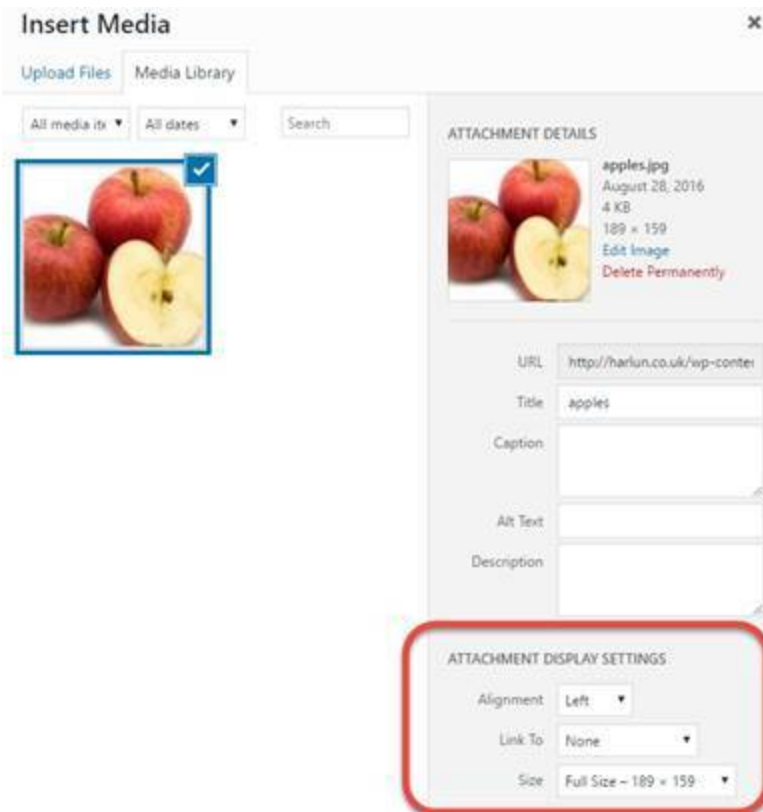 Insert Media
Upload Files Media Library
All media ite All dates Search
ATTACHMENT DETAILS
apples.jpg
August 28, 2016
4 KB
189 × 159
Edit Image
Delete Permanently
URL http://harlun.co.uk/wp-conter
Title apples
Caption
Alt Text
Description
ATTACHMENT DISPLAY SETTINGS
Alignment Left
Link To None
Size Full Size – 189 × 159